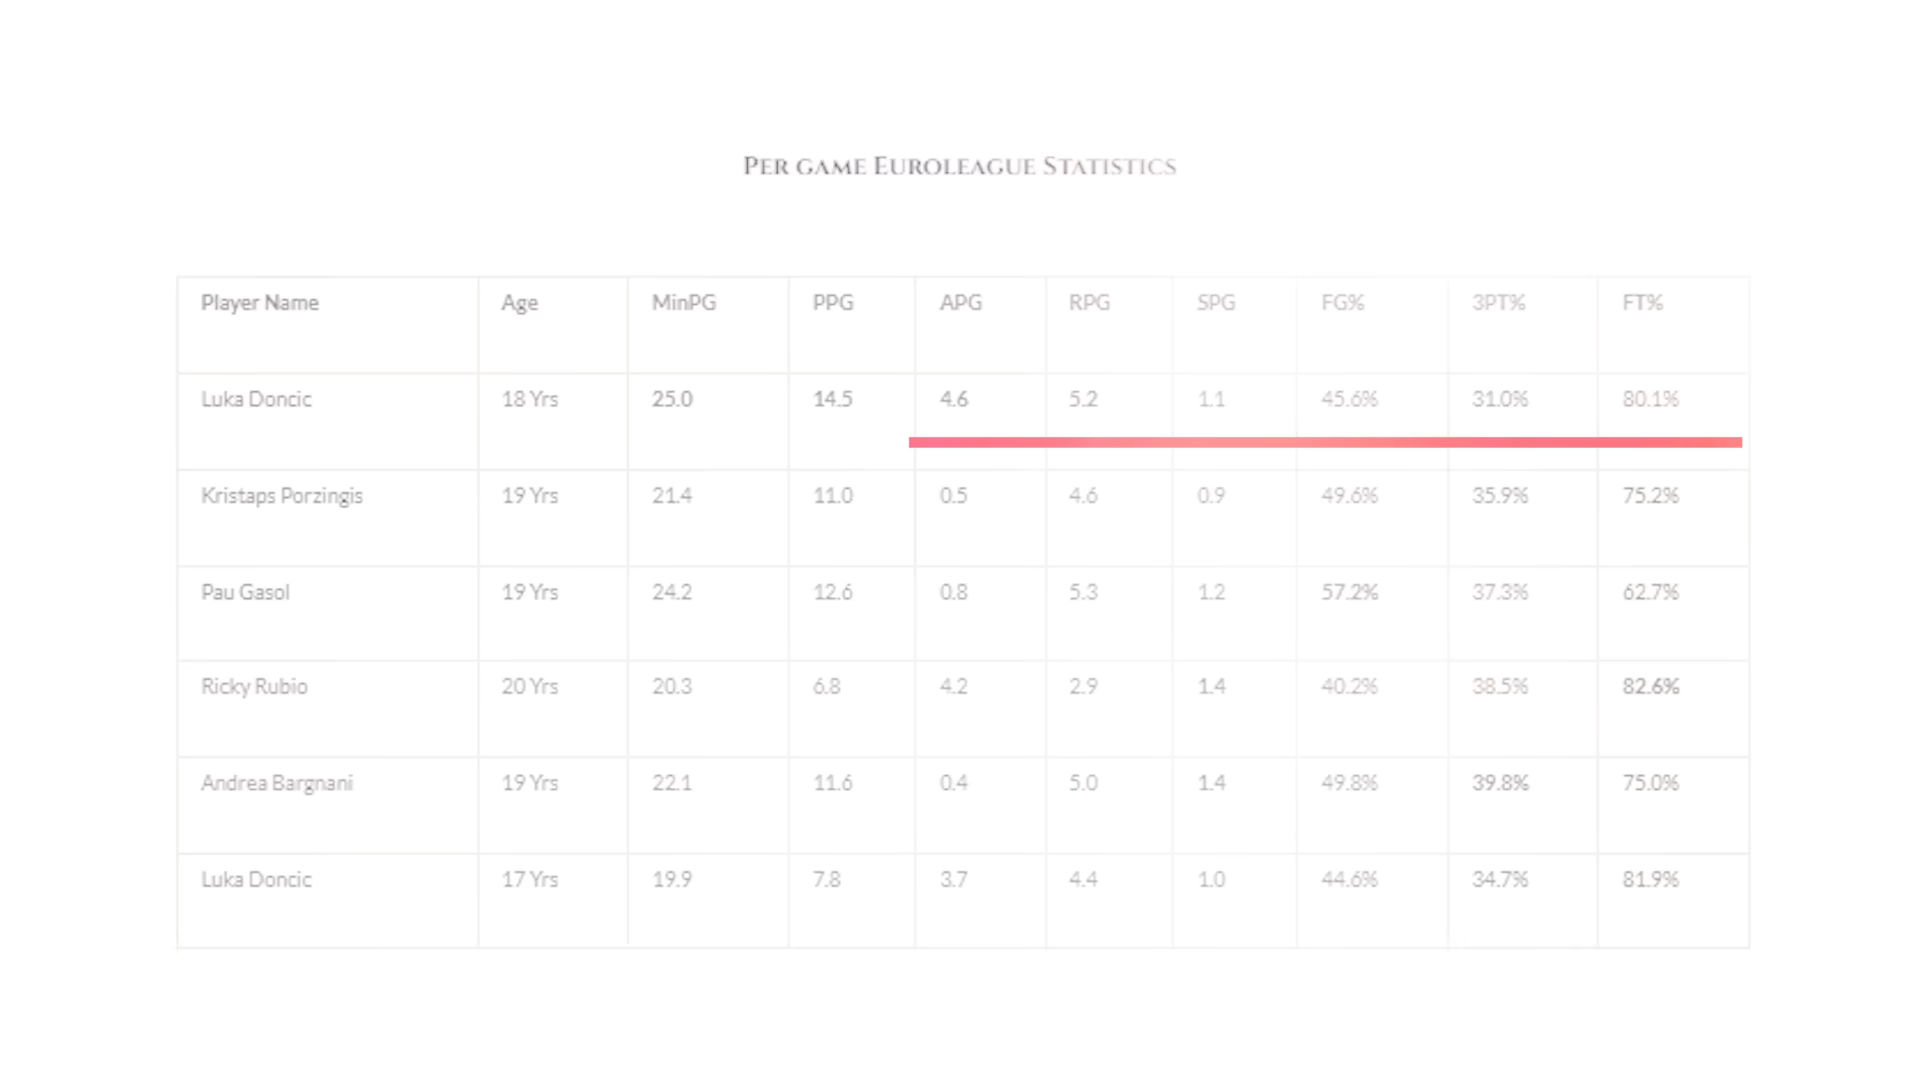 Per game Euroleague Statistics
Player Name Age MinPG PPG APG RPG SPG FG% 3PT% FT%
Luka Doncic 18 Yrs 25.0 14.5 4.6 5.2 1.1 45.6% 31.0% 80.1%
Kristaps Porzingis 19 Yrs 21.4 11.0 0.5 4.6 0.9 49.6% 35.9% 75.2%
Pau Gasol 19 Yrs 24.2 12.6 0.8 5.3 1.2 57.2% 37.3% 62.7%
Ricky Rubio 20 Yrs 20.3 6.8 4.2 2.9 1.4 40.2% 38.5% 82.6%
Andrea Bargnani 19 Yrs 22.1 11.6 0.4 5.0 1.4 49.8% 39.8% 75.0%
Luka Doncic 17 Yrs 19.9 7.8 3.7 4.4 1.0 44.6% 34.7% 81.9%